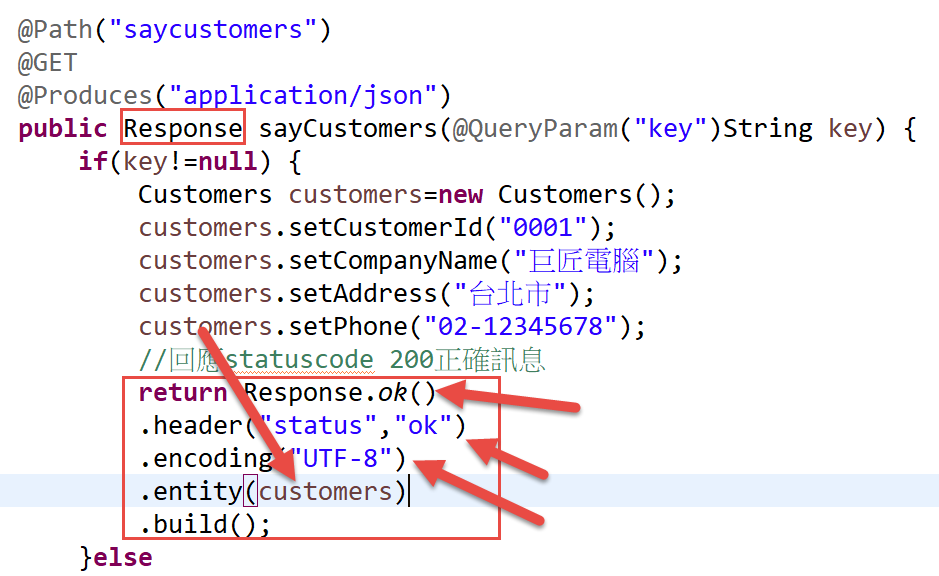 @Path("saycustomers")
@GET
@Produces("application/json")
public Response sayCustomers(@QueryParam("key")String key) {
if(key!=null) {
Customers customers=new Customers();
customers.setCustomerId("0001");
customers.setCompanyName("巨匠電腦");
customers.setAddress("台北市");
customers.setPhone("02-12345678");
//回應statuscode 200正確訊息
return Response.ok()
.header("status","ok")
.encoding("UTF-8")
.entity(customers)
.build();
}else